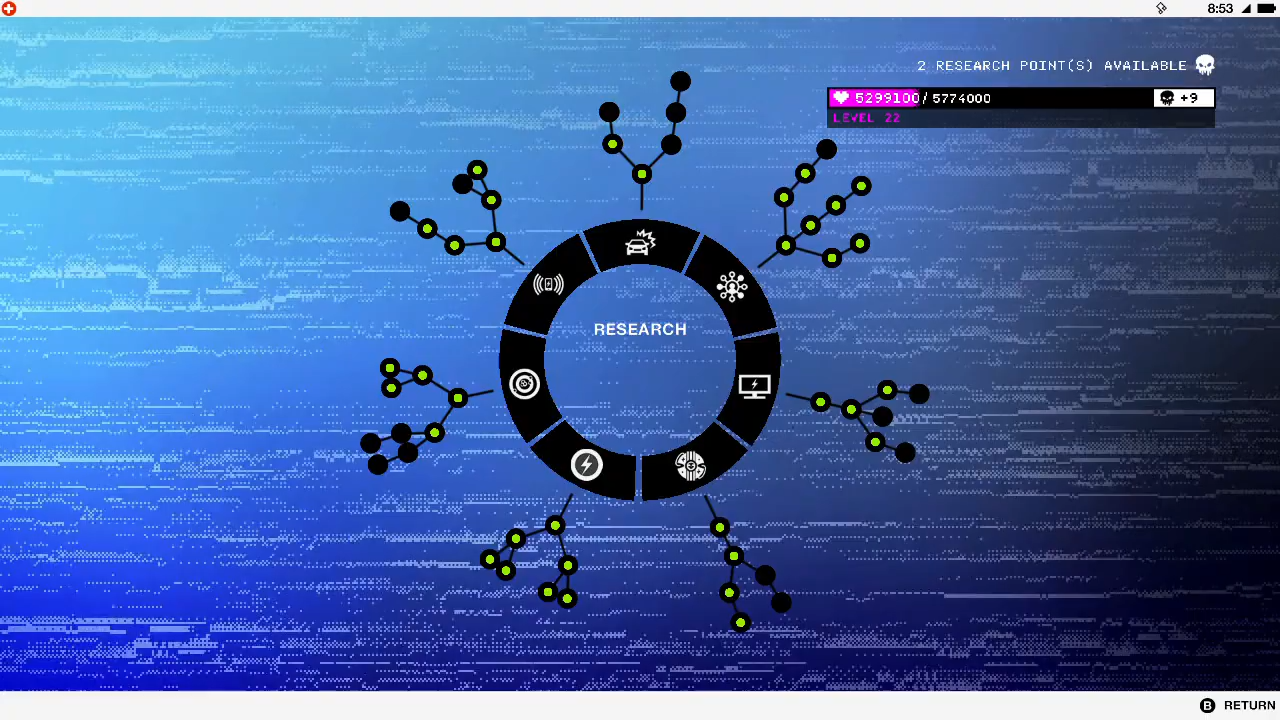 8:53
2 RESEARCH POINT(S) AVAILABLE
5299100/5774000
+9
LEVEL 22
RESEARCH
B RETURN